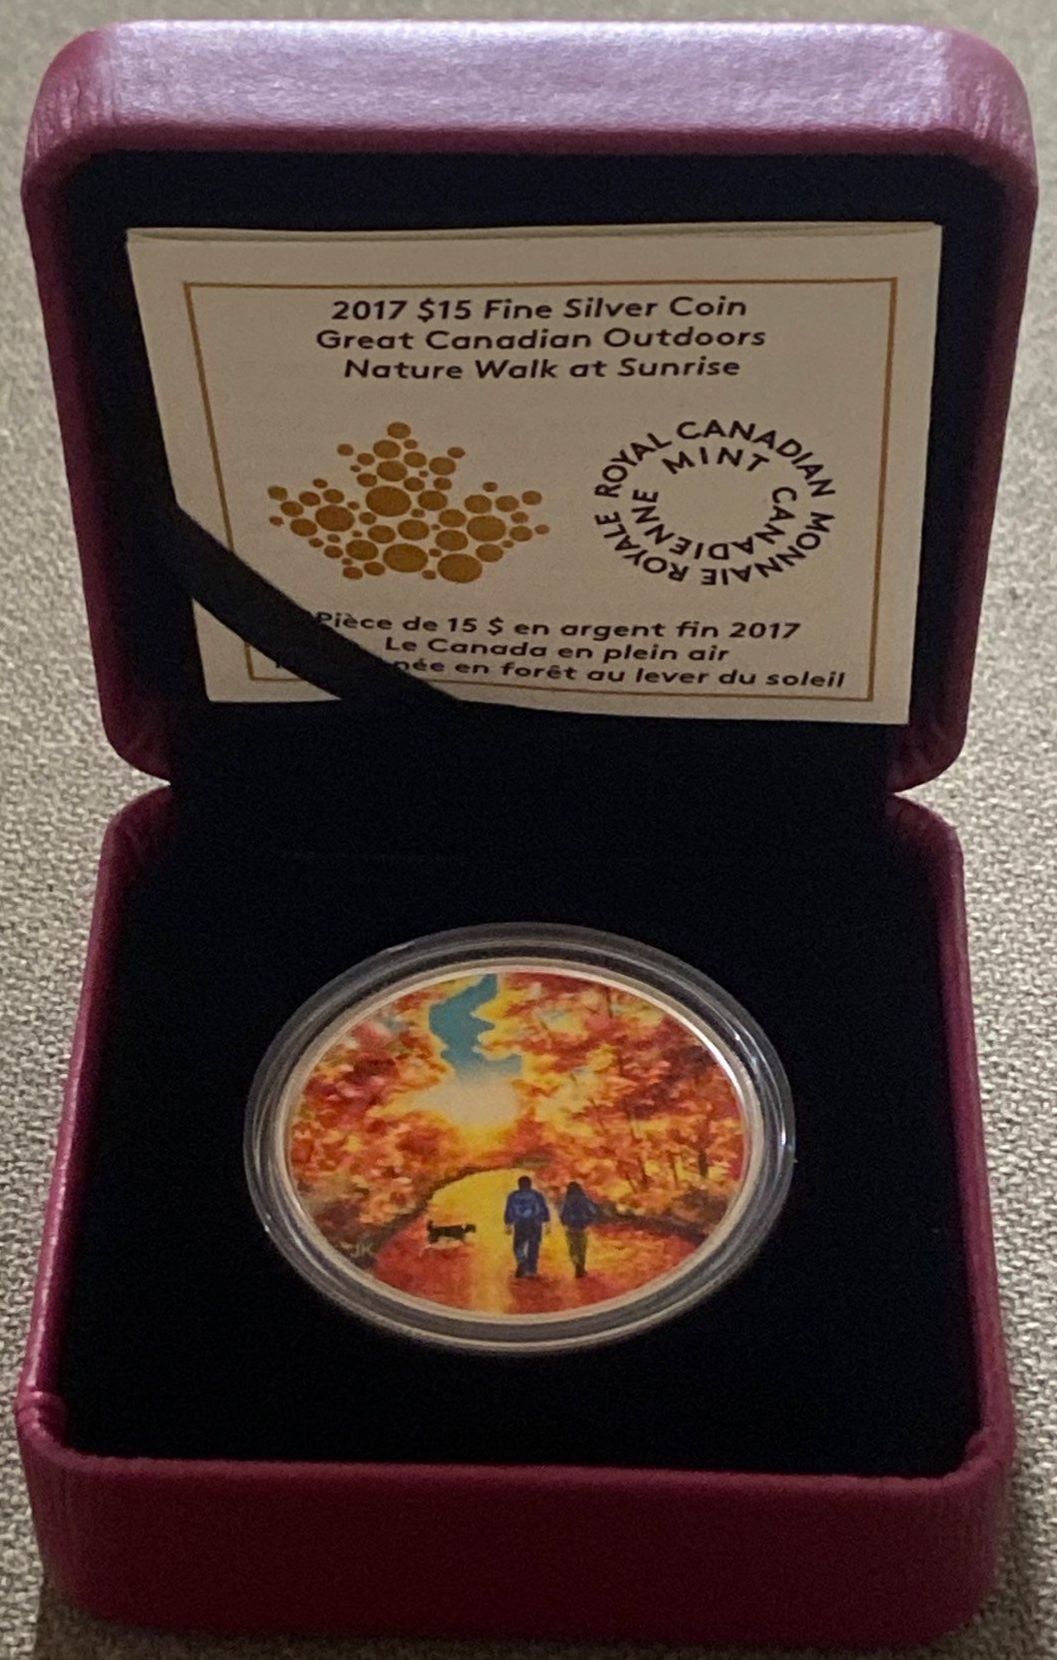 2017 $15 Fine Silver Coin
Great Canadian Outdoors
Nature Walk at Sunrise
ROYAL CANADIAN MINT
MONNAIE ROYALE CANADIENNE
Pièce de 15 $ en argent fin 2017
Le Canada en plein air
en forêt au lever du soleil
JK